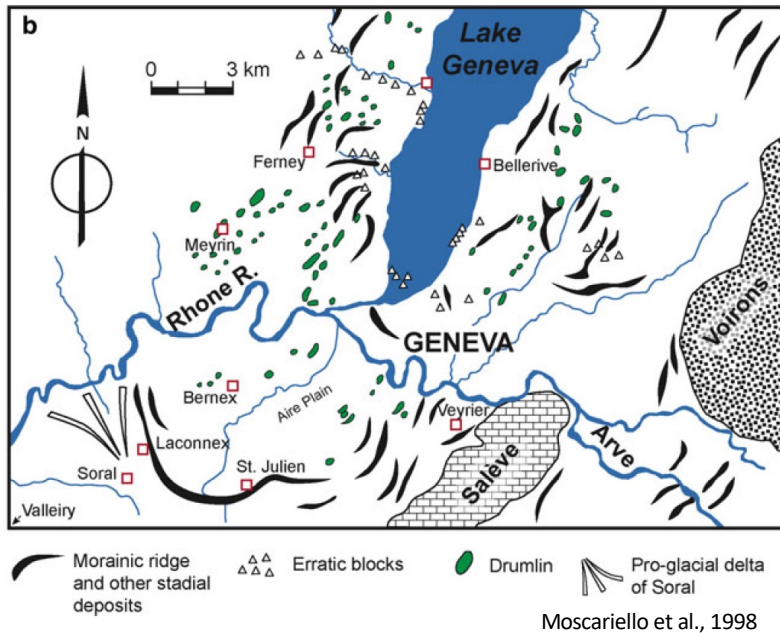 b
Lake
Geneva
0 3 km
N
Ferney
Bellerive
Meyrin
Rhone R.
Voirons
GENEVA
Bernex
Aire Plain
Veyrier
Laconnex
Salève
Arve
Soral
St. Julien
Valleiry
Morainic ridge
and other stadial
deposits
Erratic blocks
Drumlin
Pro-glacial delta
of Soral
Moscariello et al., 1998